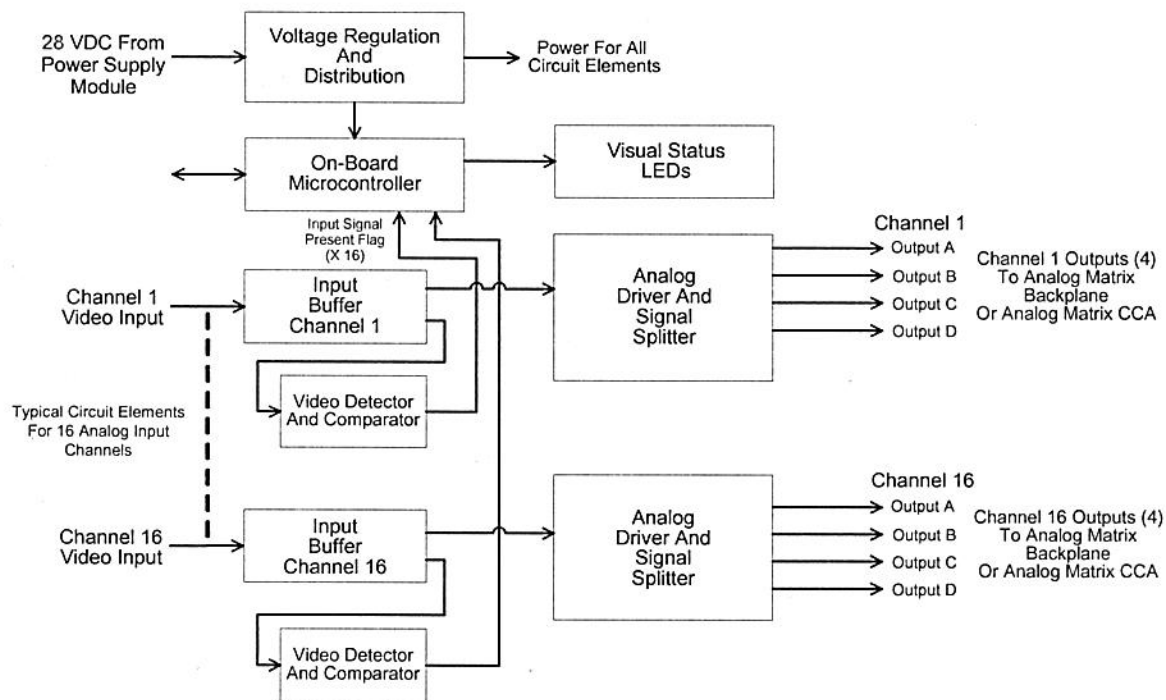 28 VDC From
Power Supply
Module
Voltage Regulation
And
Distribution
Power For All
Circuit Elements
On-Board
Microcontroller
Visual Status
LEDs
Input Signal
Present Flag
(X 16)
Channel 1
Video Input
Input
Buffer
Channel 1
Analog
Driver And
Signal
Splitter
Channel 1
Output A
Output B
Output C
Output D
Channel 1 Outputs (4)
To Analog Matrix
Backplane
Or Analog Matrix CCA
Video Detector
And Comparator
Typical Circuit Elements
For 16 Analog Input
Channels
Channel 16
Video Input
Input
Buffer
Channel 16
Analog
Driver And
Signal
Splitter
Channel 16
Output A
Output B
Output C
Output D
Channel 16 Outputs (4)
To Analog Matrix
Backplane
Or Analog Matrix CCA
Video Detector
And Comparator